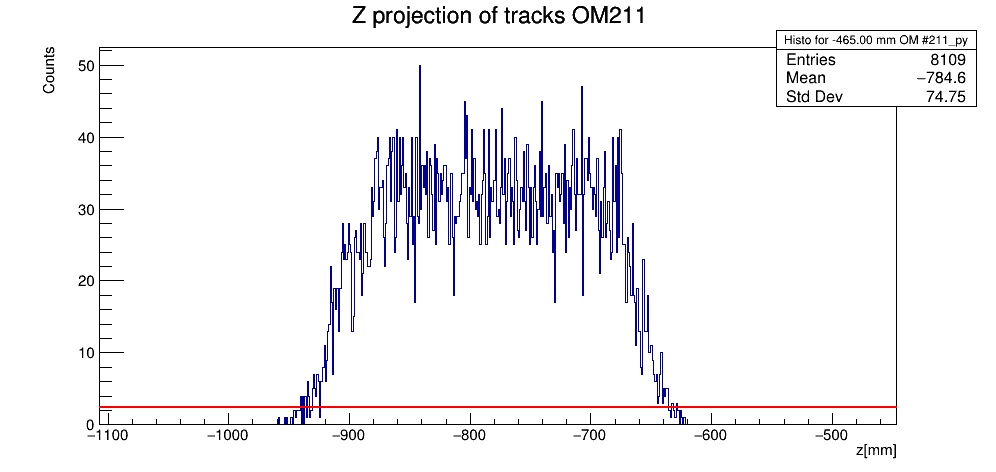 Z projection of tracks OM211
Histo for -465.00 mm OM #211_py
Entries 8109
Mean −784.6
Std Dev 74.75
Counts
50
40
30
20
10
0
−1100 −1000 −900 −800 −700 −600 −500
z[mm]